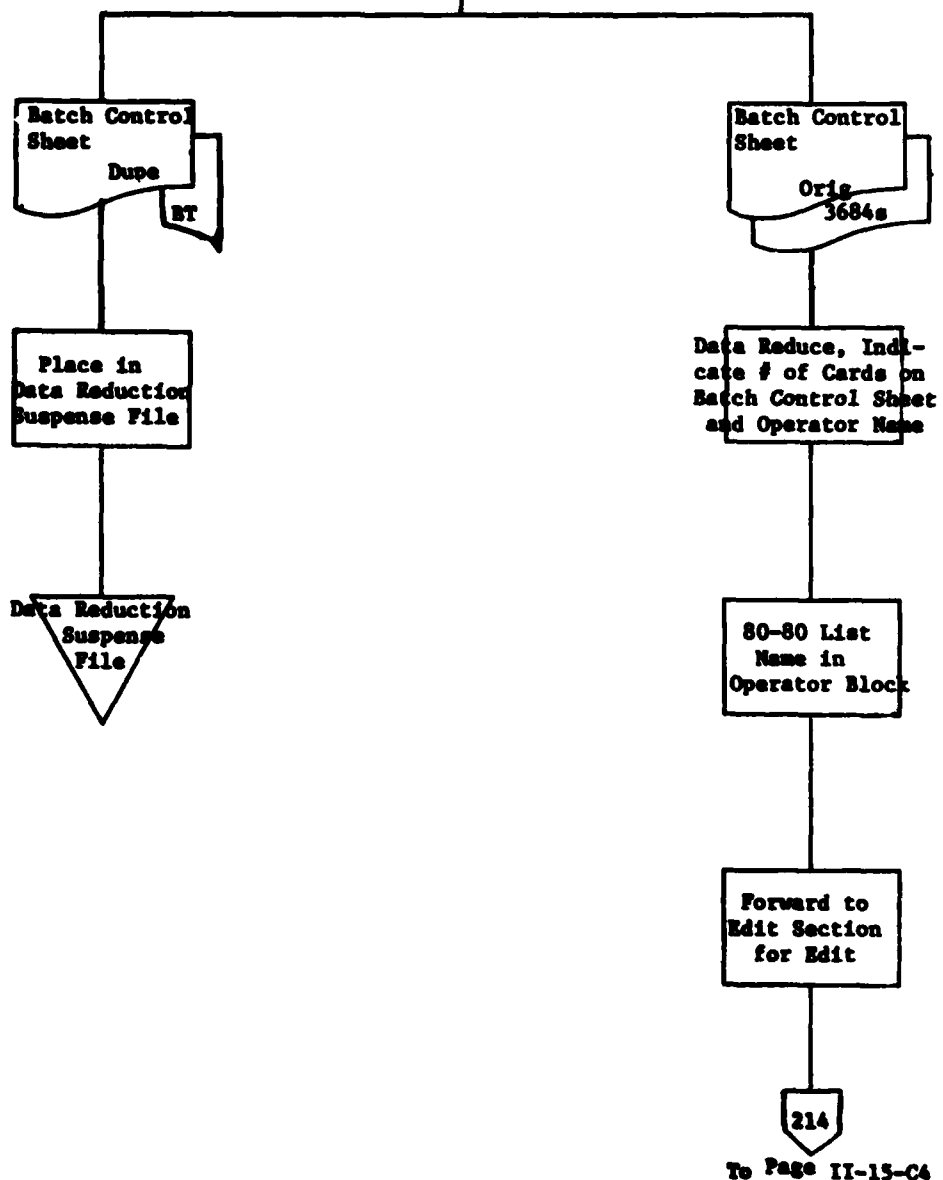 Batch Control
Sheet
Dupe
BT
Place in
Data Reduction
Suspense File
Data Reduction
Suspense
File
Batch Control
Sheet
Orig
3684s
Data Reduce, Indi-
cate # of Cards on
Batch Control Sheet
and Operator Name
80-80 List
Name in
Operator Block
Forward to
Edit Section
for Edit
214
To Page II-15-C4